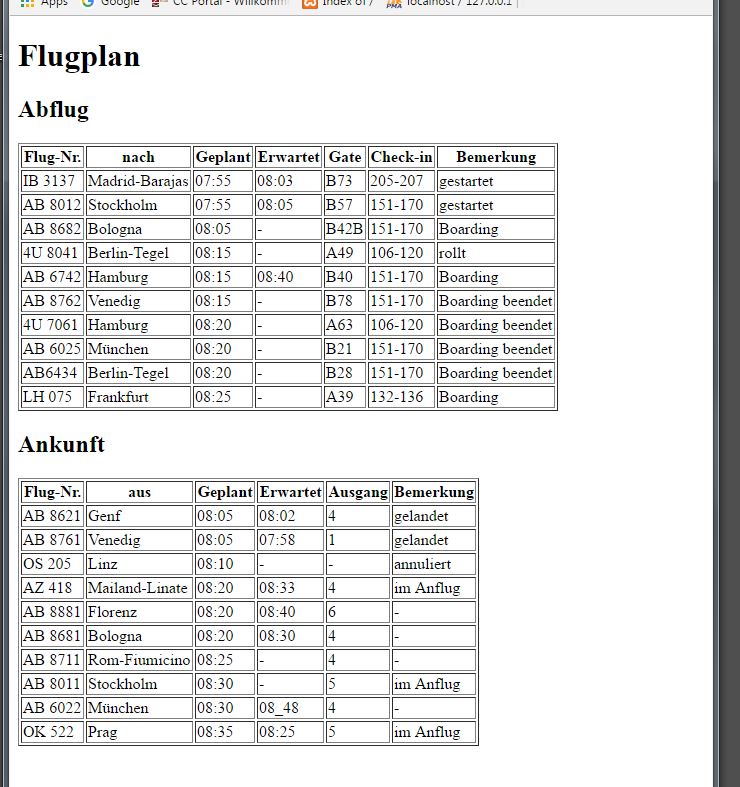 Apps Google CC Portal - Willkomm Index of / localhost / 127.0.0.1
Flugplan
Abflug
Flug-Nr. nach Geplant Erwartet Gate Check-in Bemerkung
IB 3137 Madrid-Barajas 07:55 08:03 B73 205-207 gestartet
AB 8012 Stockholm 07:55 08:05 B57 151-170 gestartet
AB 8682 Bologna 08:05 - B42B 151-170 Boarding
4U 8041 Berlin-Tegel 08:15 - A49 106-120 rollt
AB 6742 Hamburg 08:15 08:40 B40 151-170 Boarding
AB 8762 Venedig 08:15 - B78 151-170 Boarding beendet
4U 7061 Hamburg 08:20 - A63 106-120 Boarding beendet
AB 6025 München 08:20 - B21 151-170 Boarding beendet
AB6434 Berlin-Tegel 08:20 - B28 151-170 Boarding beendet
LH 075 Frankfurt 08:25 - A39 132-136 Boarding
Ankunft
Flug-Nr. aus Geplant Erwartet Ausgang Bemerkung
AB 8621 Genf 08:05 08:02 4 gelandet
AB 8761 Venedig 08:05 07:58 1 gelandet
OS 205 Linz 08:10 - - annuliert
AZ 418 Mailand-Linate 08:20 08:33 4 im Anflug
AB 8881 Florenz 08:20 08:40 6 -
AB 8681 Bologna 08:20 08:30 4 -
AB 8711 Rom-Fiumicino 08:25 - 4 -
AB 8011 Stockholm 08:30 - 5 im Anflug
AB 6022 München 08:30 08_48 4 -
OK 522 Prag 08:35 08:25 5 im Anflug